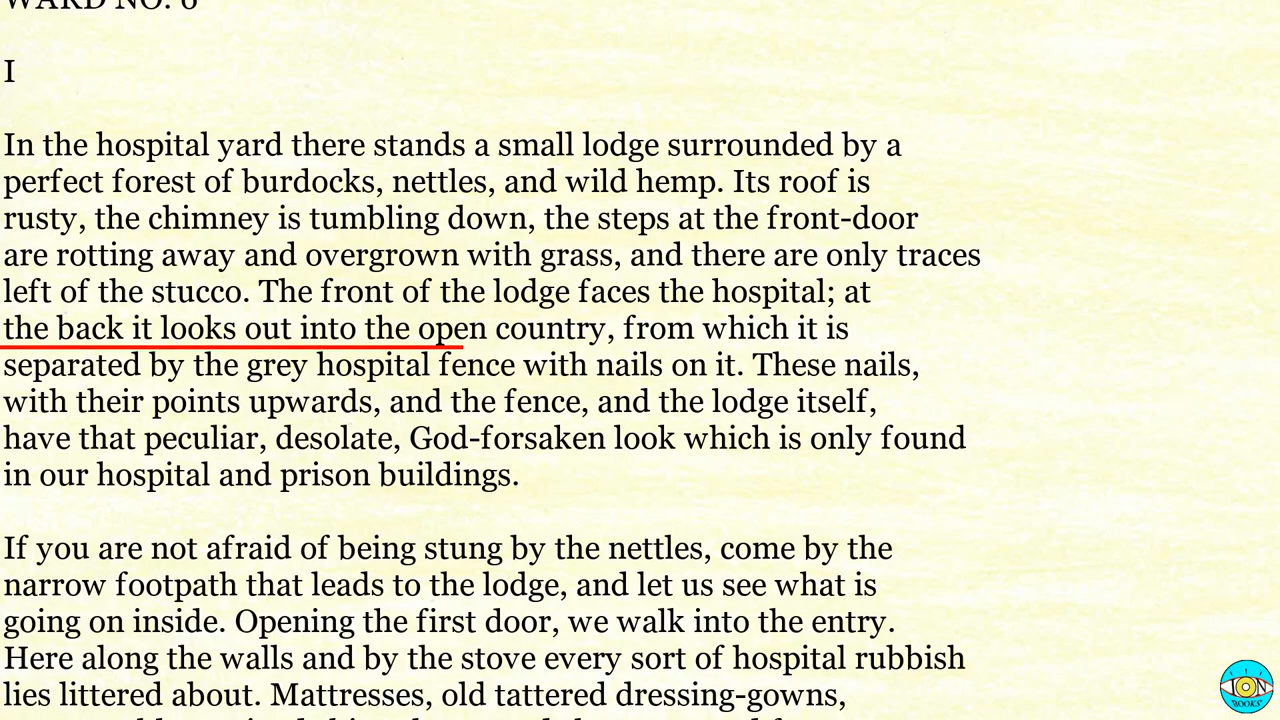 WARD NO. 6
I
In the hospital yard there stands a small lodge surrounded by a
perfect forest of burdocks, nettles, and wild hemp. Its roof is
rusty, the chimney is tumbling down, the steps at the front-door
are rotting away and overgrown with grass, and there are only traces
left of the stucco. The front of the lodge faces the hospital; at
the back it looks out into the open country, from which it is
separated by the grey hospital fence with nails on it. These nails,
with their points upwards, and the fence, and the lodge itself,
have that peculiar, desolate, God-forsaken look which is only found
in our hospital and prison buildings.
If you are not afraid of being stung by the nettles, come by the
narrow footpath that leads to the lodge, and let us see what is
going on inside. Opening the first door, we walk into the entry.
Here along the walls and by the stove every sort of hospital rubbish
lies littered about. Mattresses, old tattered dressing-gowns,
ION
BOOKS